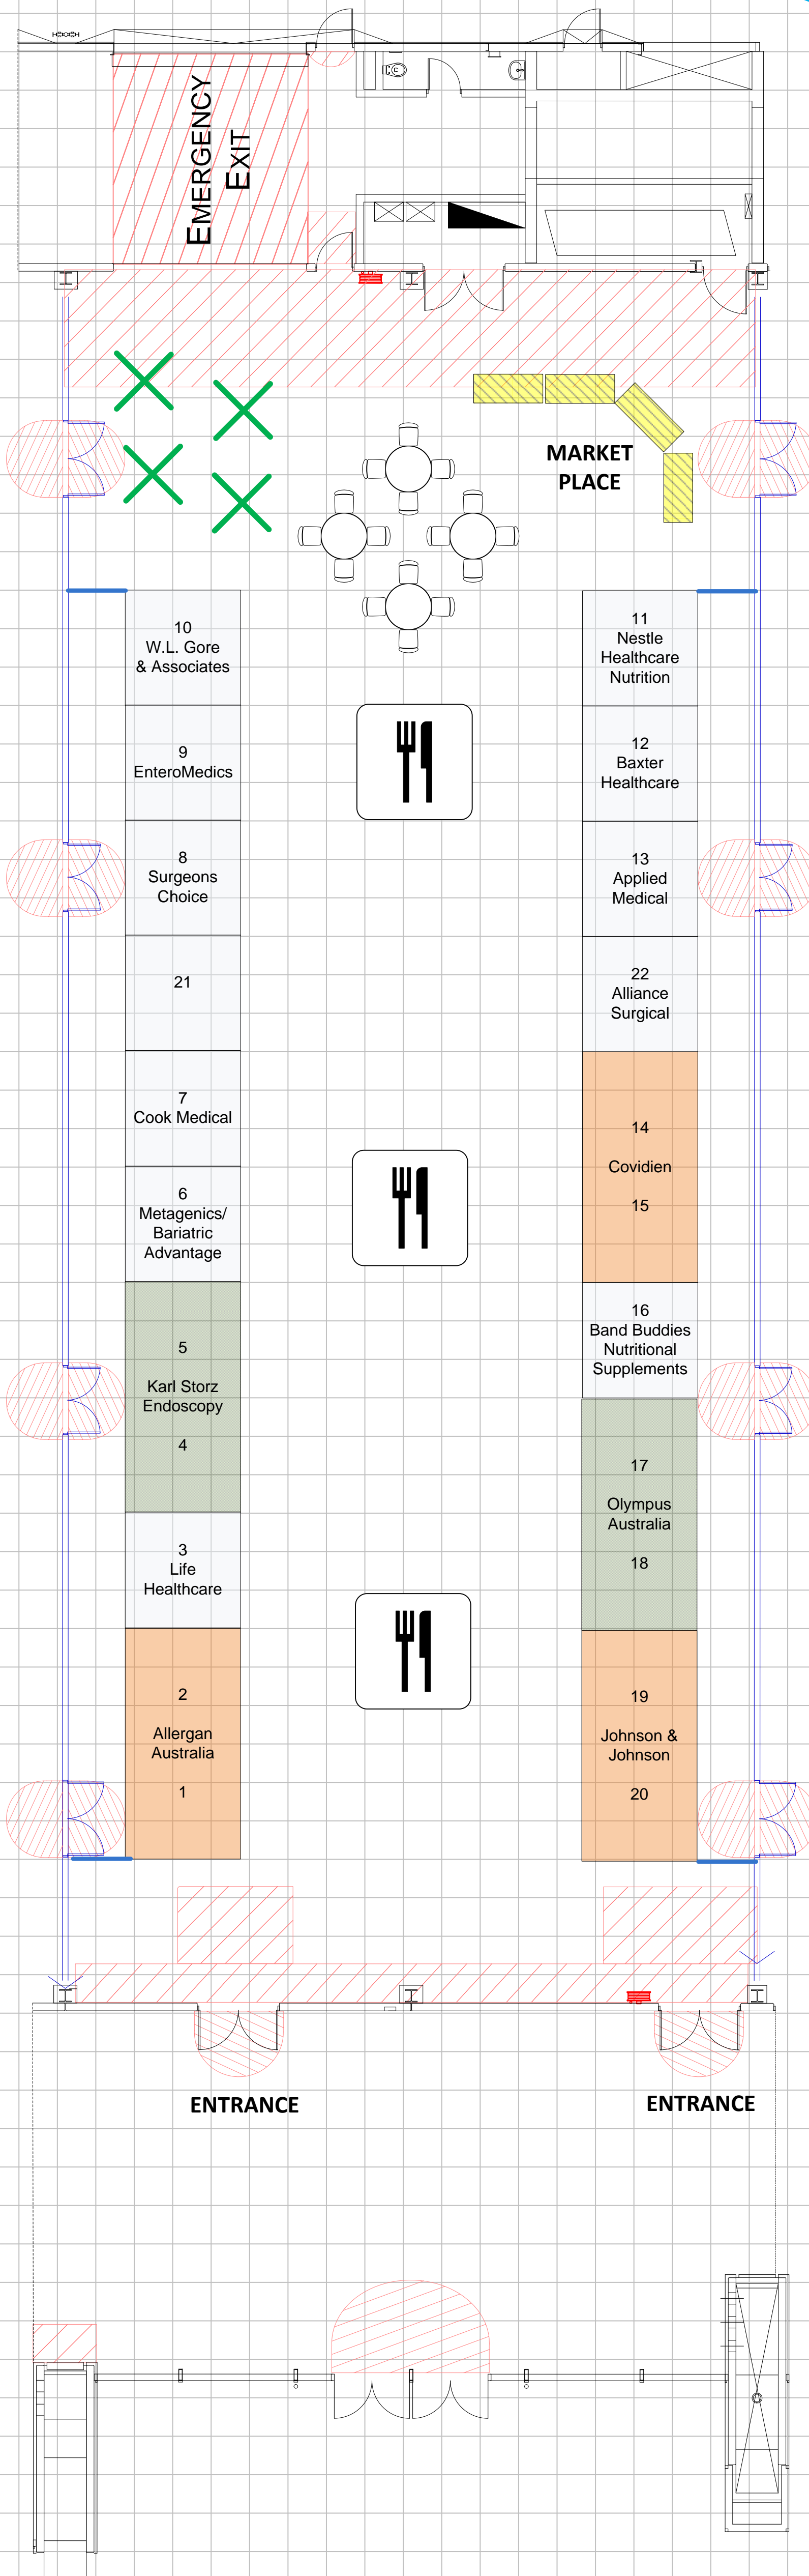 EMERGENCY
EXIT
MARKET
PLACE
10
W.L. Gore
& Associates
9
EnteroMedics
8
Surgeons
Choice
21
7
Cook Medical
6
Metagenics/
Bariatric
Advantage
5
Karl Storz
Endoscopy
4
3
Life
Healthcare
2
Allergan
Australia
1
11
Nestle
Healthcare
Nutrition
12
Baxter
Healthcare
13
Applied
Medical
22
Alliance
Surgical
14
Covidien
15
16
Band Buddies
Nutritional
Supplements
17
Olympus
Australia
18
19
Johnson &
Johnson
20
ENTRANCE
ENTRANCE